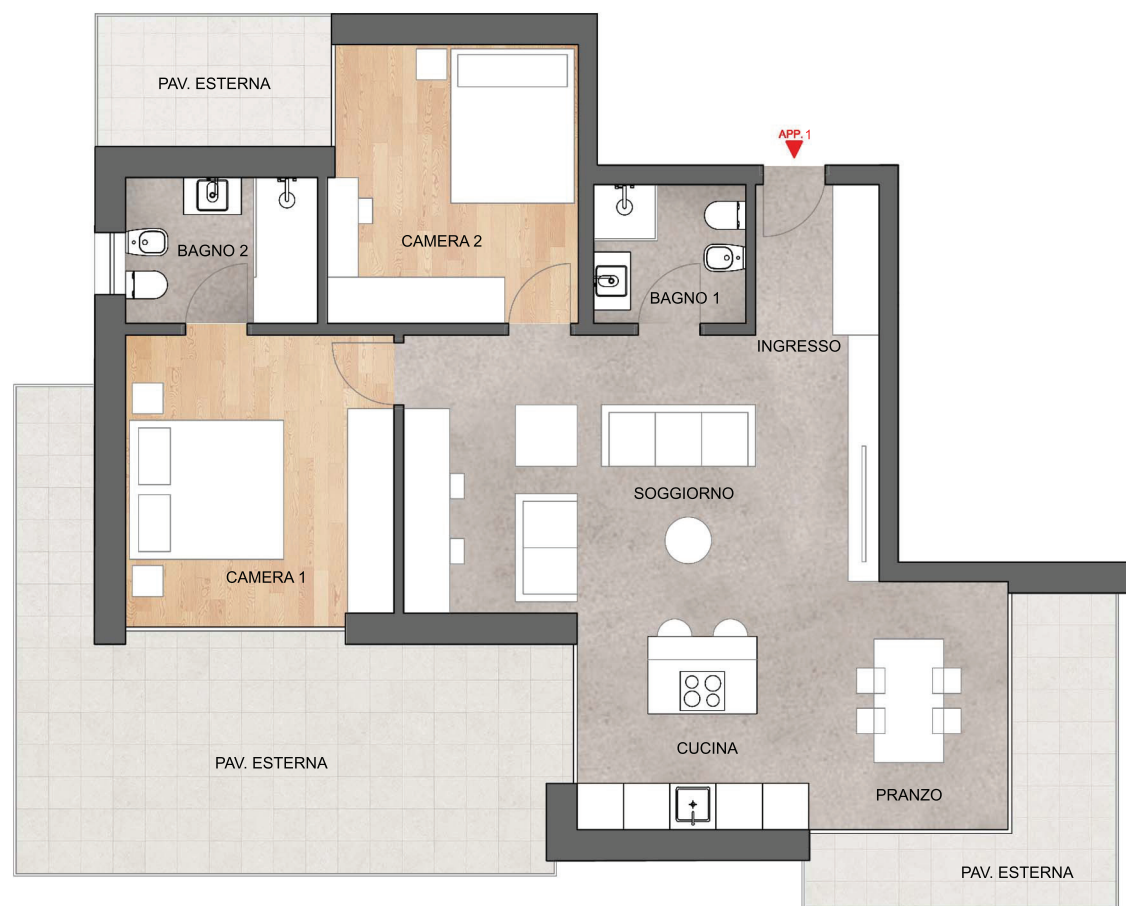 PAV. ESTERNA
APP. 1
CAMERA 2
BAGNO 2
BAGNO 1
INGRESSO
SOGGIORNO
CAMERA 1
CUCINA
PAV. ESTERNA
PRANZO
PAV. ESTERNA